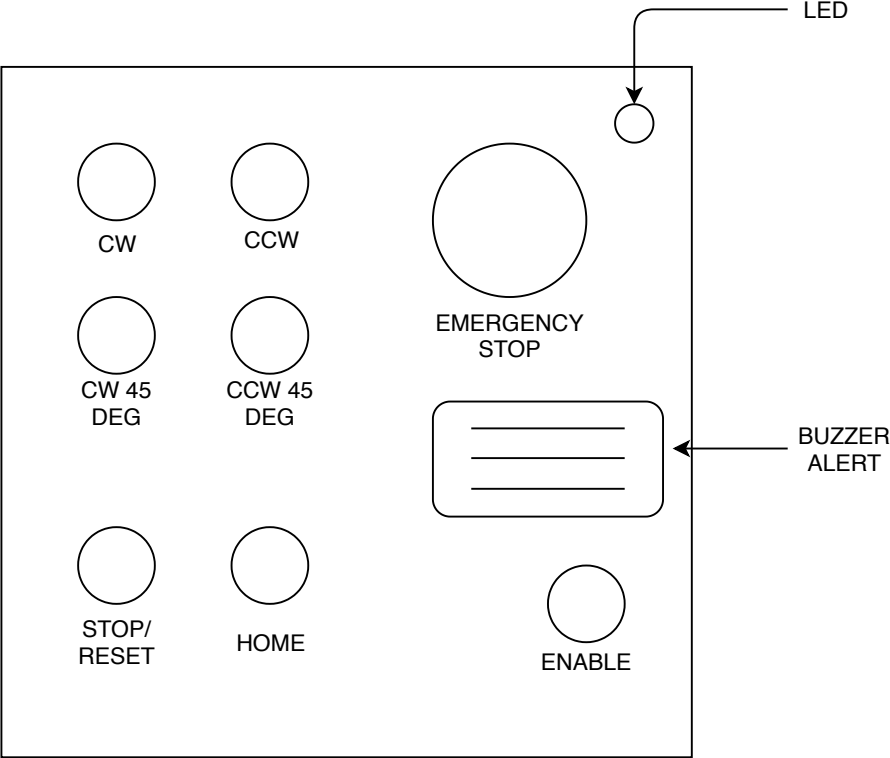 LED
CW
CCW
EMERGENCY
STOP
CW 45
DEG
CCW 45
DEG
BUZZER
ALERT
STOP/
RESET
HOME
ENABLE